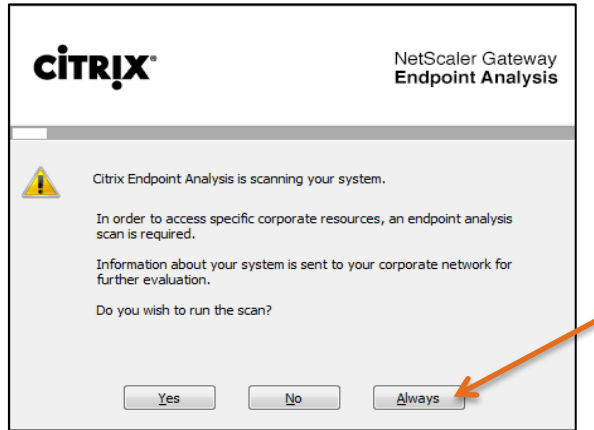 CITRIX®
NetScaler Gateway
Endpoint Analysis
Citrix Endpoint Analysis is scanning your system.
In order to access specific corporate resources, an endpoint analysis
scan is required.
Information about your system is sent to your corporate network for
further evaluation.
Do you wish to run the scan?
Yes
No
Always